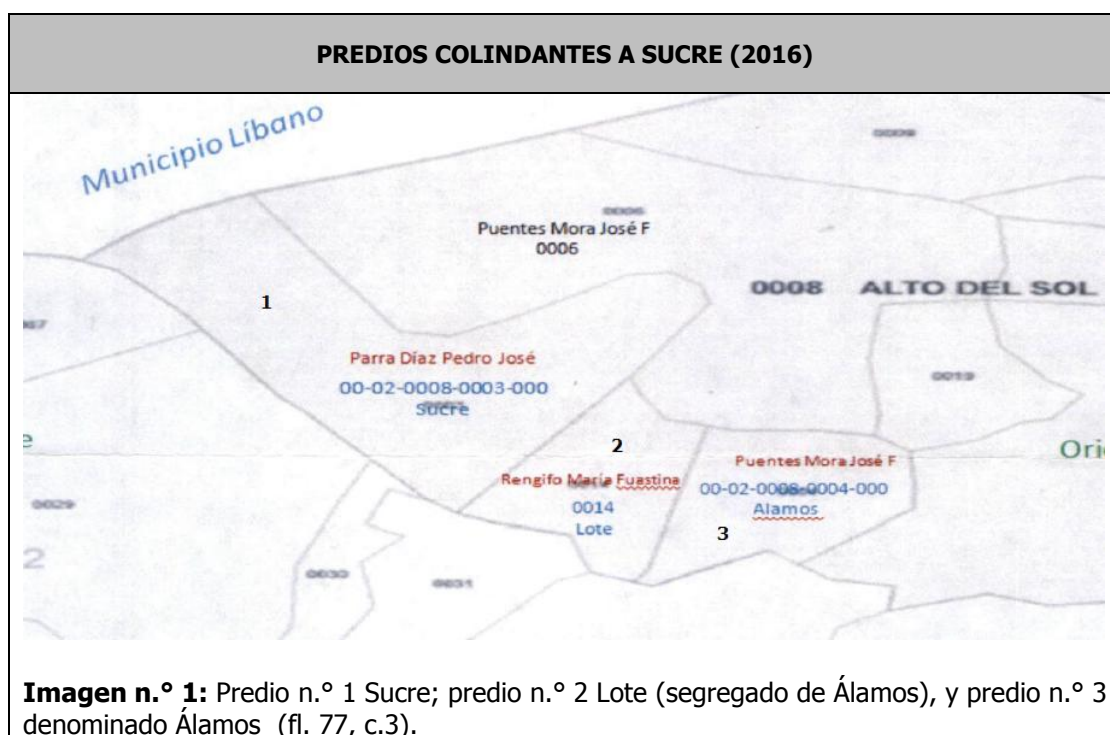 PREDIOS COLINDANTES A SUCRE (2016)
Municipio Líbano
0009
0006
Puentes Mora José F
0006
0008 ALTO DEL SOL
1
Parra Díaz Pedro José
00-02-0008-0003-000
Sucre
0019
2
Rengifo María Fuastina
0014
Lote
Puentes Mora José F
00-02-0008-0004-000
Alamos
3
0029
2
0030
0031
Imagen n.° 1: Predio n.° 1 Sucre; predio n.° 2 Lote (segregado de Álamos), y predio n.° 3
denominado Álamos (fl. 77, c.3).